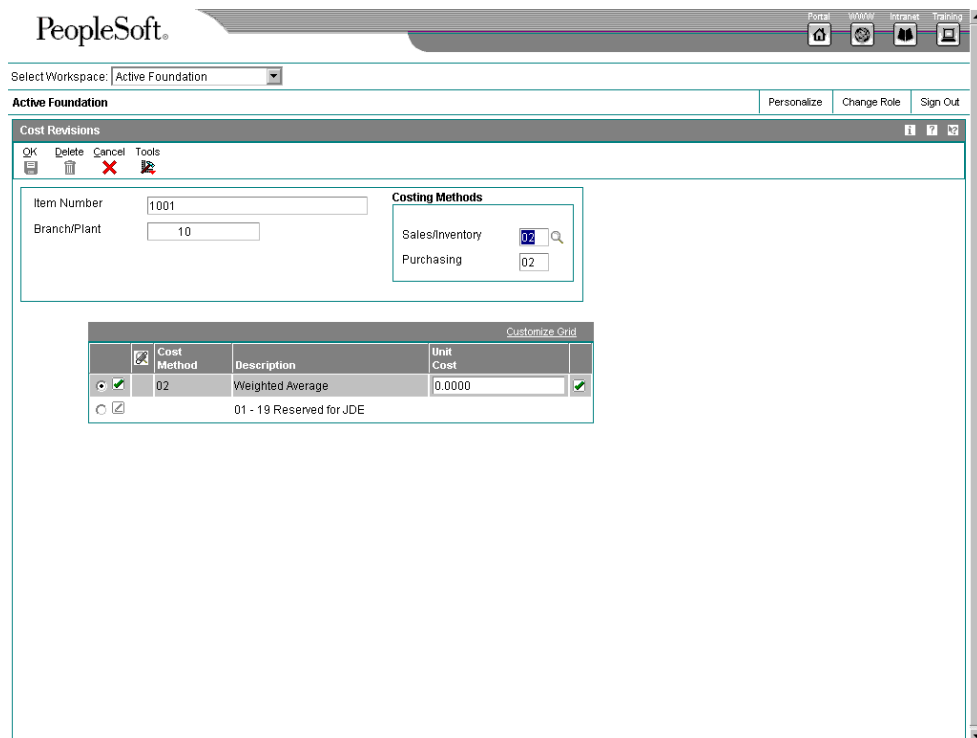 Portal WWW Intranet Training
PeopleSoft®
Select Workspace: Active Foundation
Active Foundation Personalize Change Role Sign Out
Cost Revisions i ? ?
OK Delete Cancel Tools
Item Number 1001
Branch/Plant 10
Costing Methods
Sales/Inventory 02
Purchasing 02
Customize Grid
Cost Method Description Unit Cost
02 Weighted Average 0.0000
01 - 19 Reserved for JDE